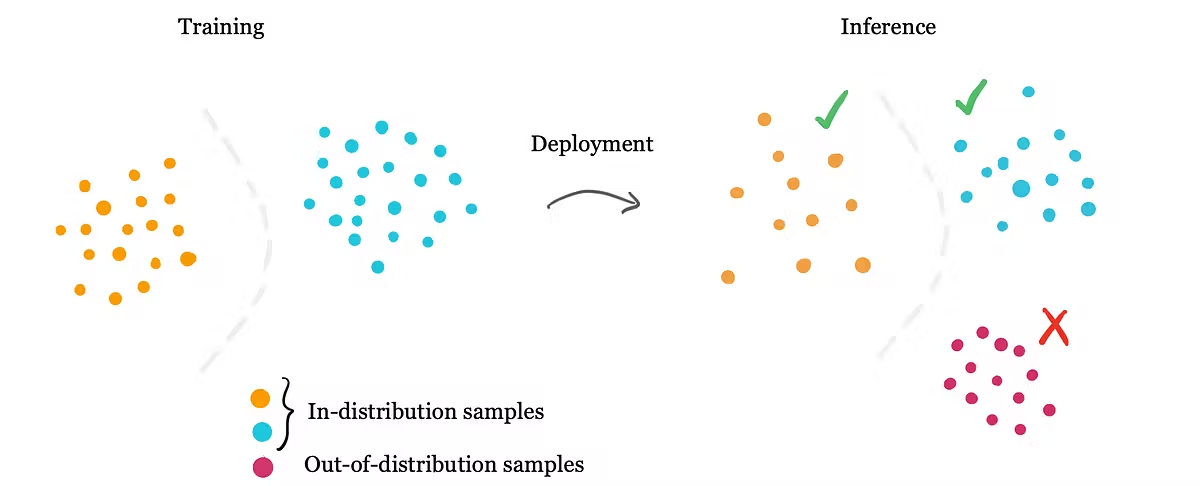 Training
Inference
Deployment
In-distribution samples
Out-of-distribution samples